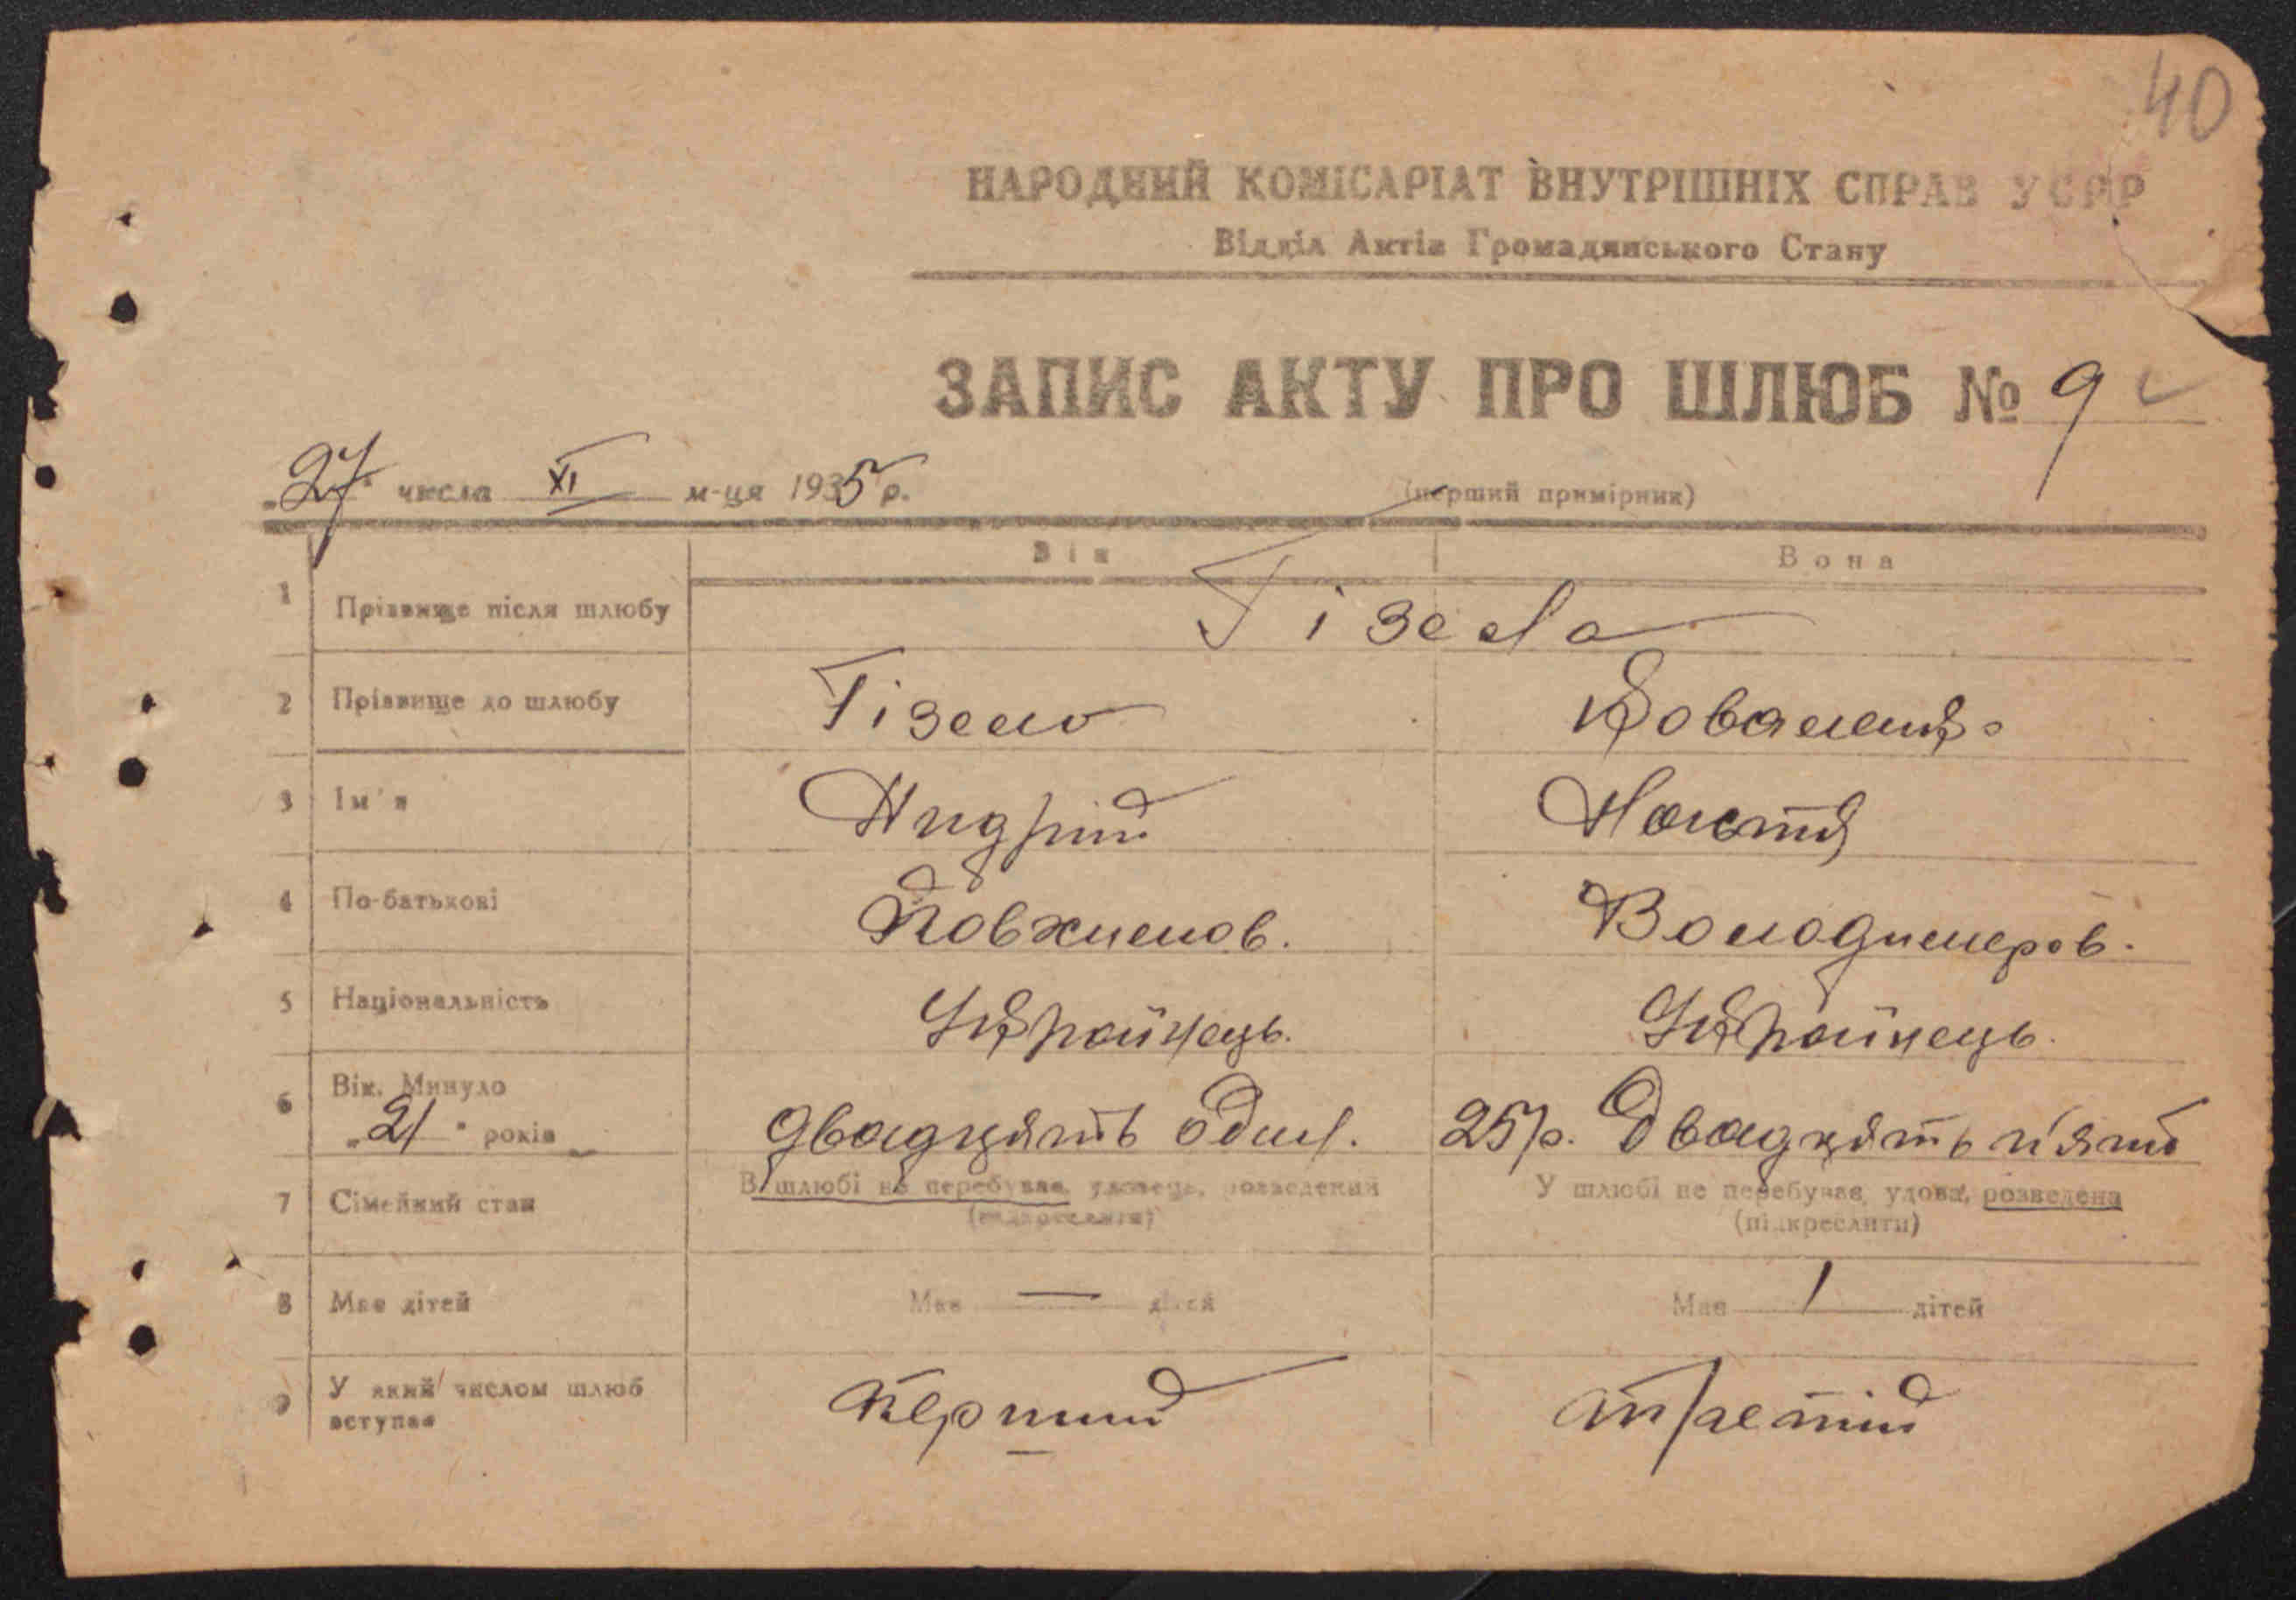 40
НАРОДНИЙ КОМІСАРІАТ ВНУТРІШНІХ СПРАВ УСРР
Відділ Актів Громадянського Стану
ЗАПИС АКТУ ПРО ШЛЮБ № 9
„27" числа XI м-ця 1935 р.
(перший примірник)
Він Вона
1 Прізвище після шлюбу Гізело
2 Прізвище до шлюбу Гізело
3 Ім'я Андрій Настя
4 По-батькові Володимеров.
5 Національність Українець. Українець.
6 Вік. Минуло „21" років двадцять один. 25 р. Двадцять п'ять
7 Сімейний стан В шлюбі не перебував, удовець, розведений (підкреслити) У шлюбі не перебував, удова, розведена (підкреслити)
8 Має дітей Має — дітей Має 1 дітей
9 У який числом шлюб вступає Перший третій